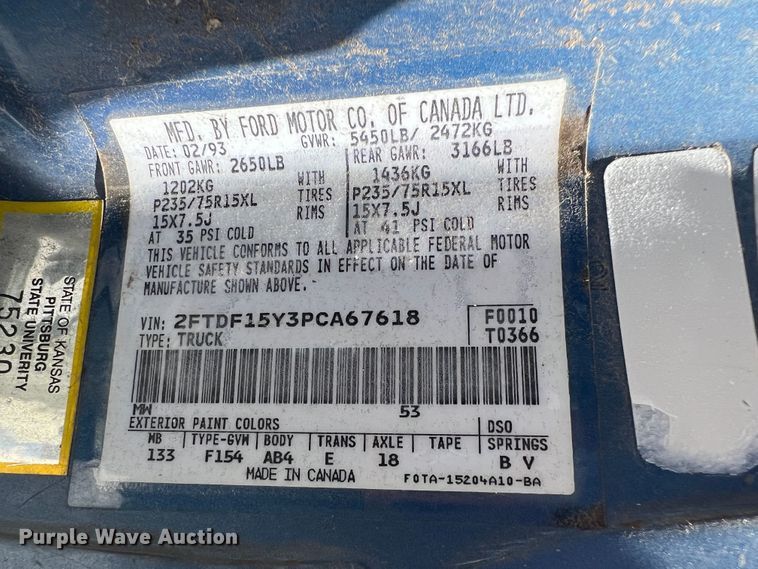 MFD. BY FORD MOTOR CO. OF CANADA LTD.
DATE: 02/93 GVWR: 5450LB/ 2472KG
FRONT GAWR: 2650LB REAR GAWR: 3166LB
1202KG WITH 1436KG WITH
P235/75R15XL TIRES P235/75R15XL TIRES
15X7.5J RIMS 15X7.5J RIMS
AT 35 PSI COLD AT 41 PSI COLD
THIS VEHICLE CONFORMS TO ALL APPLICABLE FEDERAL MOTOR
VEHICLE SAFETY STANDARDS IN EFFECT ON THE DATE OF
MANUFACTURE SHOWN ABOVE.
VIN: 2FTDF15Y3PCA67618 F0010
TYPE: TRUCK T0366
MW 53
EXTERIOR PAINT COLORS DSO
WB TYPE-GVW BODY TRANS AXLE TAPE SPRINGS
133 F154 AB4 E 18 B V
MADE IN CANADA F0TA-15204A10-BA
STATE OF KANSAS
PITTSBURG
STATE UNIVERITY
75230
Purple Wave Auction